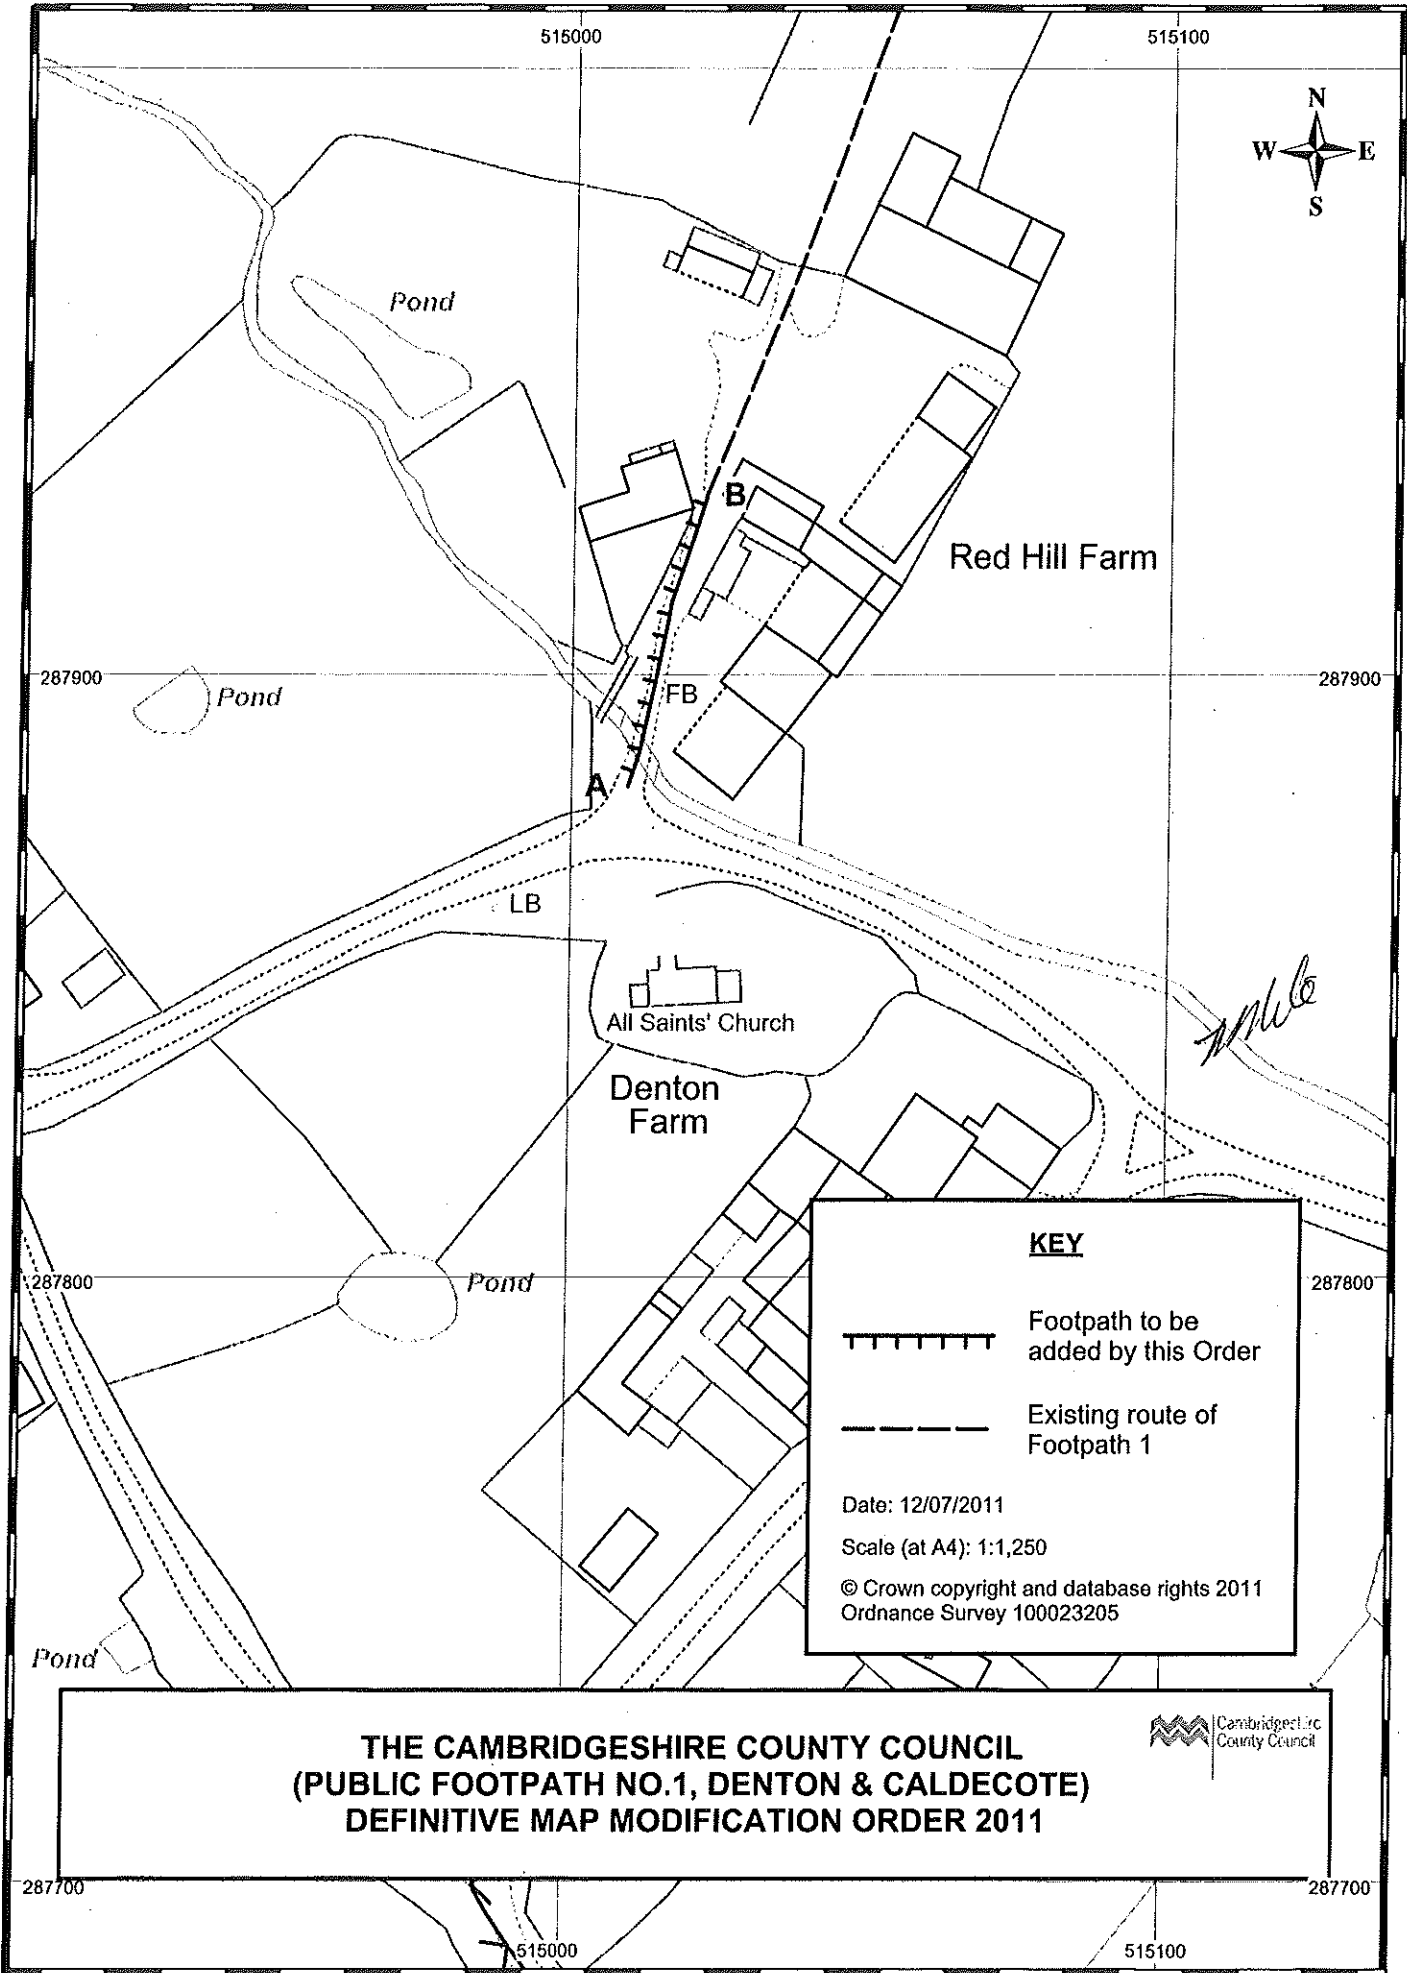 515000
515100
N
W E
S
Pond
B
Red Hill Farm
287900
Pond
FB
287900
A
LB
All Saints' Church
Denton
Farm
287800
Pond
287800
KEY
Footpath to be
added by this Order
Existing route of
Footpath 1
Date: 12/07/2011
Scale (at A4): 1:1,250
© Crown copyright and database rights 2011
Ordnance Survey 100023205
Pond
Cambridgeshire
County Council
THE CAMBRIDGESHIRE COUNTY COUNCIL
(PUBLIC FOOTPATH NO.1, DENTON & CALDECOTE)
DEFINITIVE MAP MODIFICATION ORDER 2011
287700
287700
515000
515100